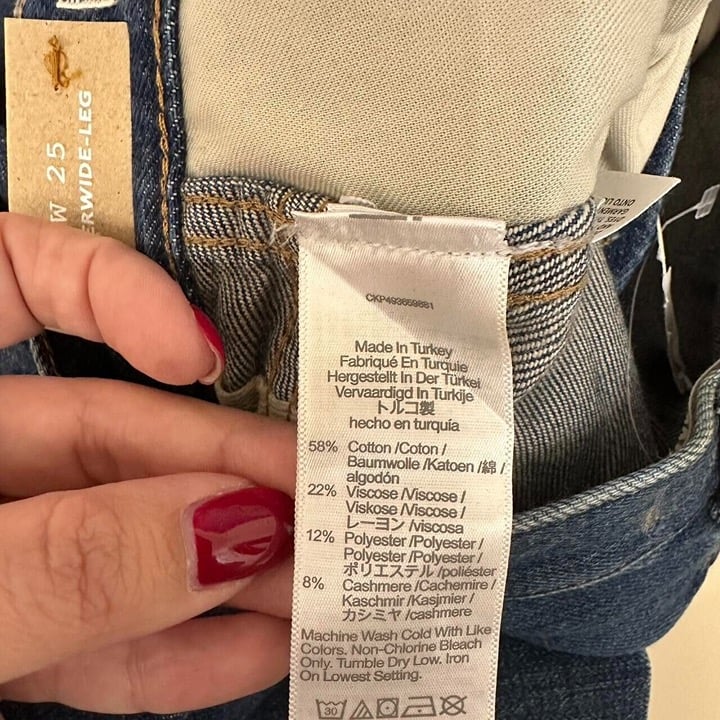 W 25
ERWIDE-LEG
CKP493659881
Made In Turkey
Fabriqué En Turquie
Hergestellt In Der Türkei
Vervaardigd In Turkije
トルコ製
hecho en turquía
58% Cotton /Coton /
Baumwolle /Katoen /綿 /
algodón
22% Viscose /Viscose /
Viskose /Viscose /
レーヨン /viscosa
12% Polyester /Polyester /
Polyester /Polyester /
ポリエステル /poliéster
8% Cashmere /Cachemire /
Kaschmir /Kasjmier /
カシミヤ /cashmere
Machine Wash Cold With Like
Colors. Non-Chlorine Bleach
Only. Tumble Dry Low. Iron
On Lowest Setting.
30